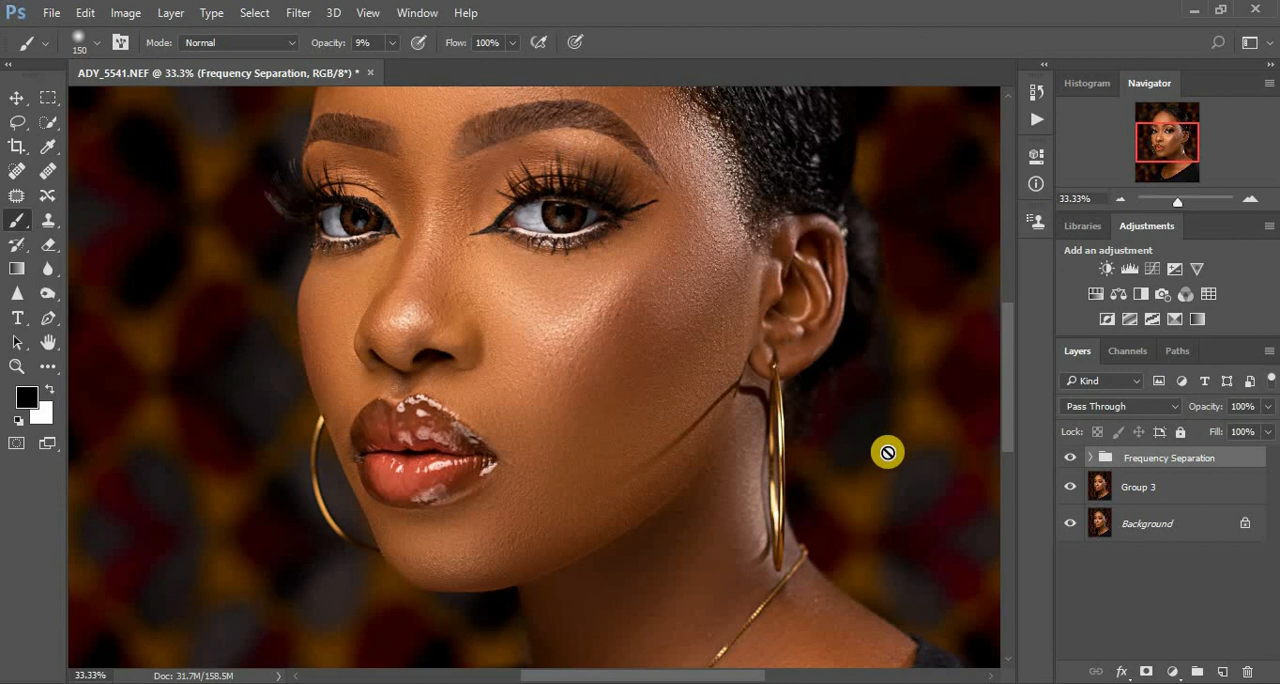 Ps File Edit Image Layer Type Select Filter 3D View Window Help
150 Mode: Normal Opacity: 9% Flow: 100%
ADY_5541.NEF @ 33.3% (Frequency Separation, RGB/8*) * ×
Histogram Navigator
33.33%
Libraries Adjustments
Add an adjustment
Layers Channels Paths
Kind
Pass Through Opacity: 100%
Lock: Fill: 100%
Frequency Separation
Group 3
Background
33.33% Doc: 31.7M/158.5M